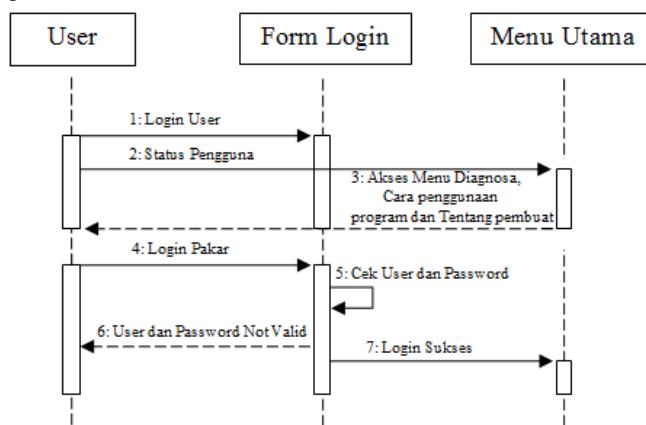 User
Form Login
Menu Utama
1: Login User
2: Status Pengguna
3: Akses Menu Diagnosa,
Cara penggunaan
program dan Tentang pembuat
4: Login Pakar
5: Cek User dan Password
6: User dan Password Not Valid
7: Login Sukses